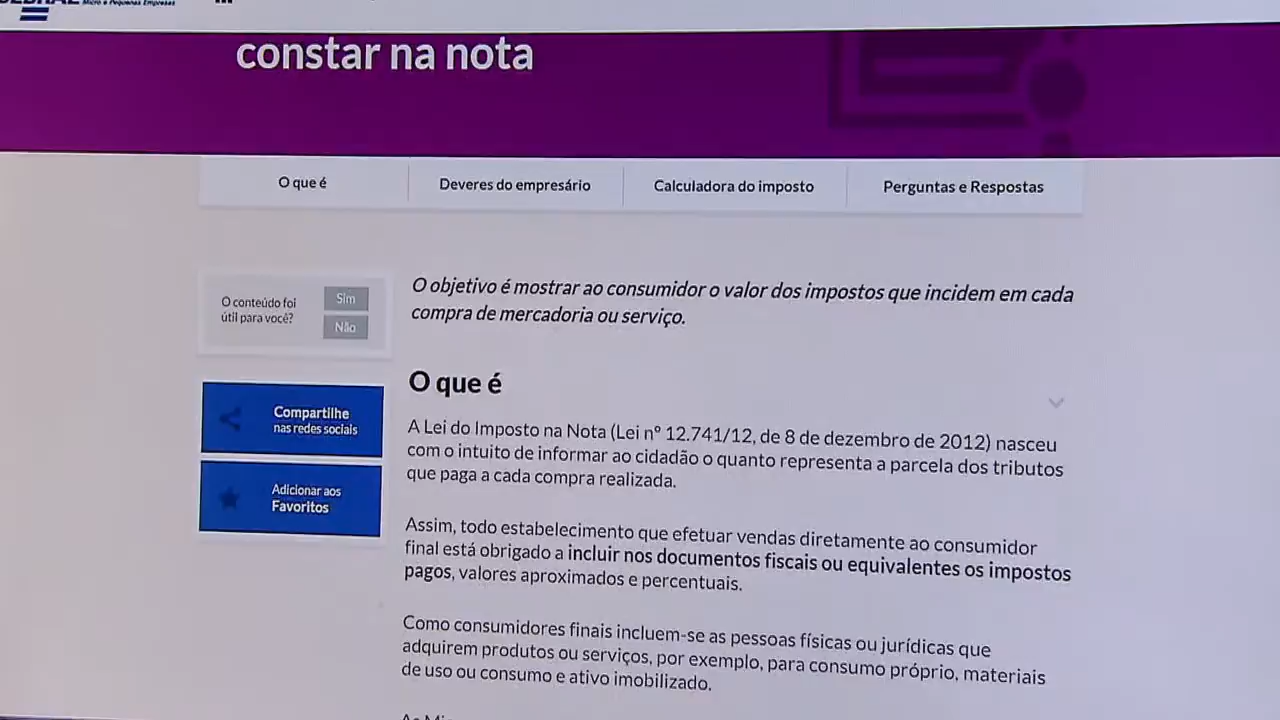 Micro e Pequenas Empresas
constar na nota
O que é
Deveres do empresário
Calculadora do imposto
Perguntas e Respostas
O conteúdo foi
útil para você?
Sim
Não
O objetivo é mostrar ao consumidor o valor dos impostos que incidem em cada
compra de mercadoria ou serviço.
Compartilhe
nas redes sociais
Adicionar aos
Favoritos
O que é
A Lei do Imposto na Nota (Lei nº 12.741/12, de 8 de dezembro de 2012) nasceu
com o intuito de informar ao cidadão o quanto representa a parcela dos tributos
que paga a cada compra realizada.
Assim, todo estabelecimento que efetuar vendas diretamente ao consumidor
final está obrigado a incluir nos documentos fiscais ou equivalentes os impostos
pagos, valores aproximados e percentuais.
Como consumidores finais incluem-se as pessoas físicas ou jurídicas que
adquirem produtos ou serviços, por exemplo, para consumo próprio, materiais
de uso ou consumo e ativo imobilizado.